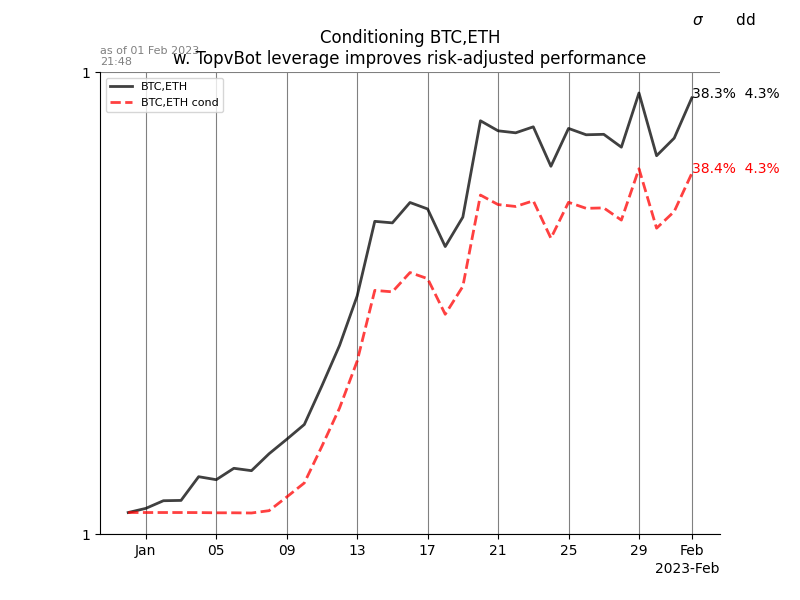 σ dd
Conditioning BTC,ETH
w. TopvBot leverage improves risk-adjusted performance
as of 01 Feb 2023
21:48
1
BTC,ETH
BTC,ETH cond
38.3% 4.3%
38.4% 4.3%
1
Jan 05 09 13 17 21 25 29 Feb
2023-Feb